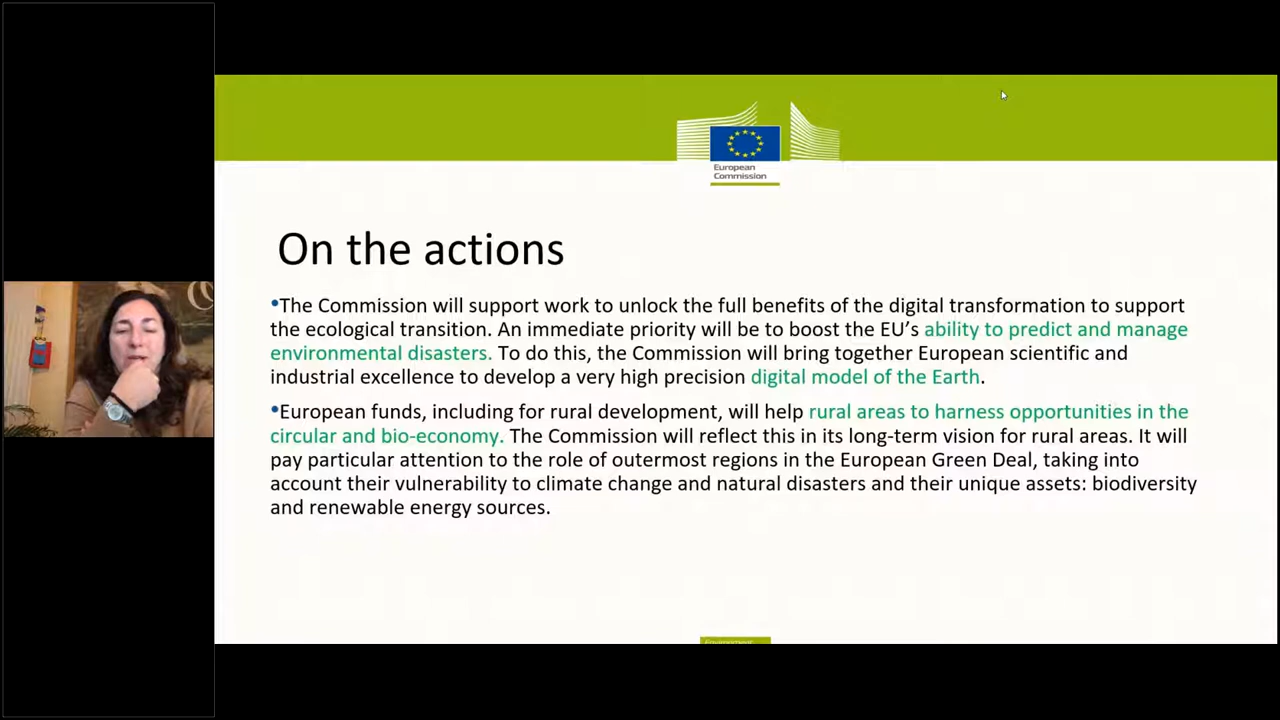 European
Commission
On the actions
•The Commission will support work to unlock the full benefits of the digital transformation to support
the ecological transition. An immediate priority will be to boost the EU’s ability to predict and manage
environmental disasters. To do this, the Commission will bring together European scientific and
industrial excellence to develop a very high precision digital model of the Earth.
•European funds, including for rural development, will help rural areas to harness opportunities in the
circular and bio-economy. The Commission will reflect this in its long-term vision for rural areas. It will
pay particular attention to the role of outermost regions in the European Green Deal, taking into
account their vulnerability to climate change and natural disasters and their unique assets: biodiversity
and renewable energy sources.
Environment